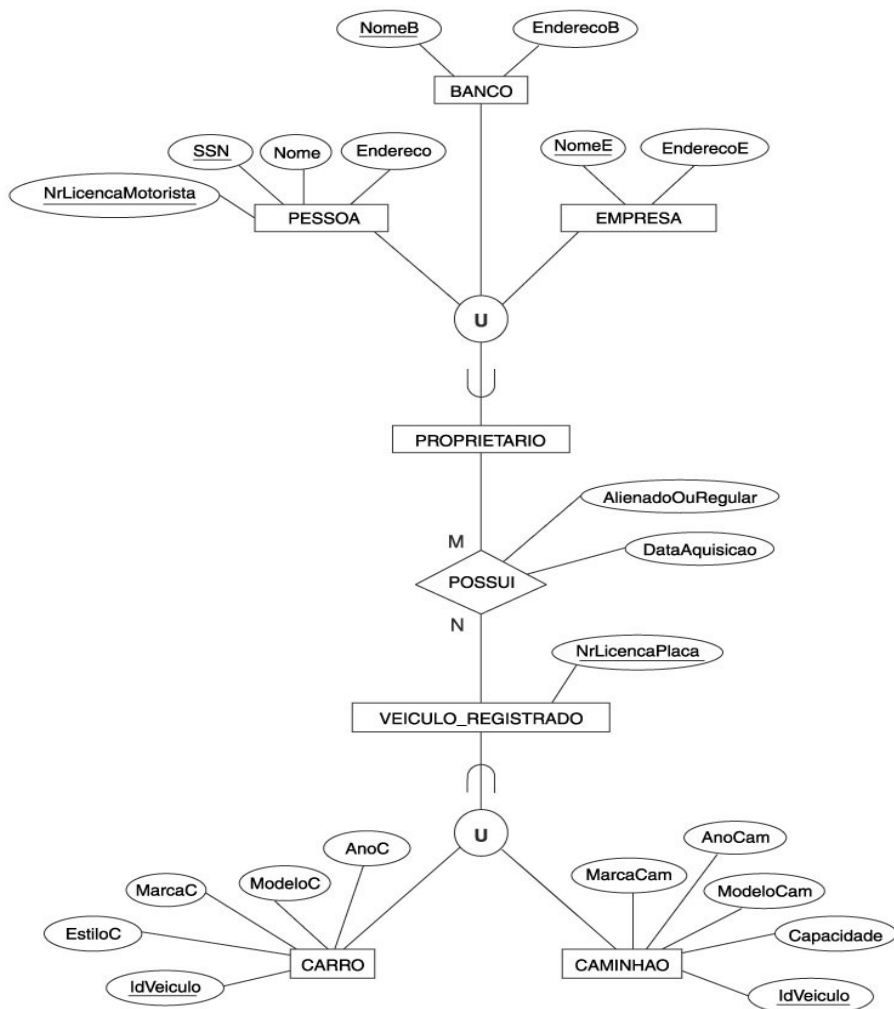 NomeB
EnderecoB
BANCO
SSN
Nome
Endereco
NomeE
EnderecoE
NrLicencaMotorista
PESSOA
EMPRESA
U
PROPRIETARIO
AlienadoOuRegular
M
DataAquisicao
POSSUI
N
NrLicencaPlaca
VEICULO_REGISTRADO
U
AnoC
AnoCam
ModeloC
MarcaCam
MarcaC
ModeloCam
EstiloC
Capacidade
CARRO
CAMINHAO
IdVeiculo
IdVeiculo